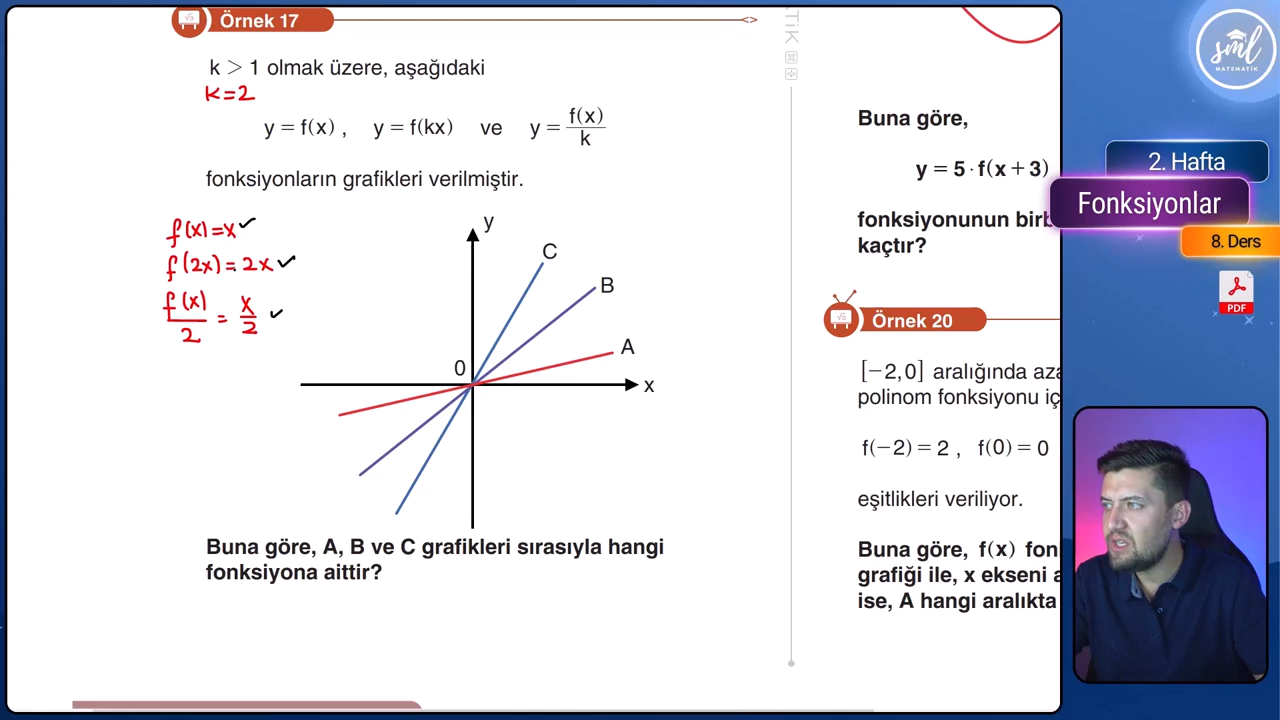 Örnek 17
k > 1 olmak üzere, aşağıdaki
k=2
y = f(x) , y = f(kx) ve y = f(x)/k
fonksiyonların grafikleri verilmiştir.
f(x)=x ✓
f(2x)=2x ✓
f(x)/2 = x/2 ✓
y
C
B
A
0
x
Buna göre, A, B ve C grafikleri sırasıyla hangi
fonksiyona aittir?
TİK
Buna göre,
y = 5 · f(x + 3)
fonksiyonunun birb
kaçtır?
Örnek 20
[−2,0] aralığında aza
polinom fonksiyonu iç
f(−2) = 2 , f(0) = 0
eşitlikleri veriliyor.
Buna göre, f(x) fon
grafiği ile, x ekseni a
ise, A hangi aralıkta
sml
MATEMATİK
2. Hafta
Fonksiyonlar
8. Ders
PDF